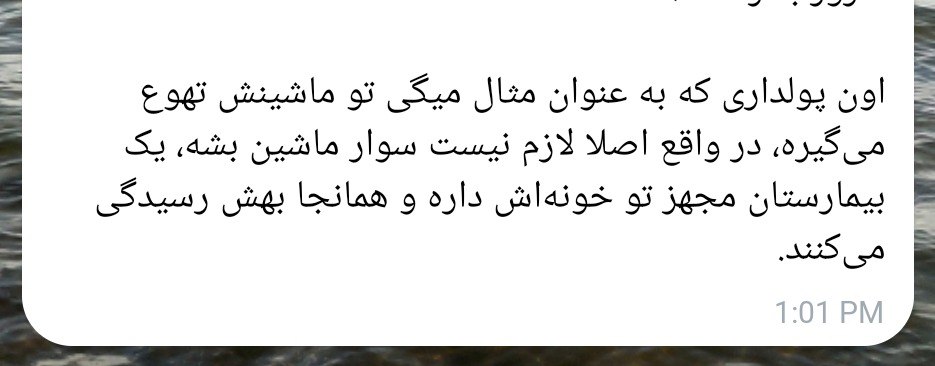 اون پولداری که به عنوان مثال میگی تو ماشینش تهوع
می‌گیره، در واقع اصلا لازم نیست سوار ماشین بشه، یک
بیمارستان مجهز تو خونه‌اش داره و همانجا بهش رسیدگی
می‌کنند.
1:01 PM